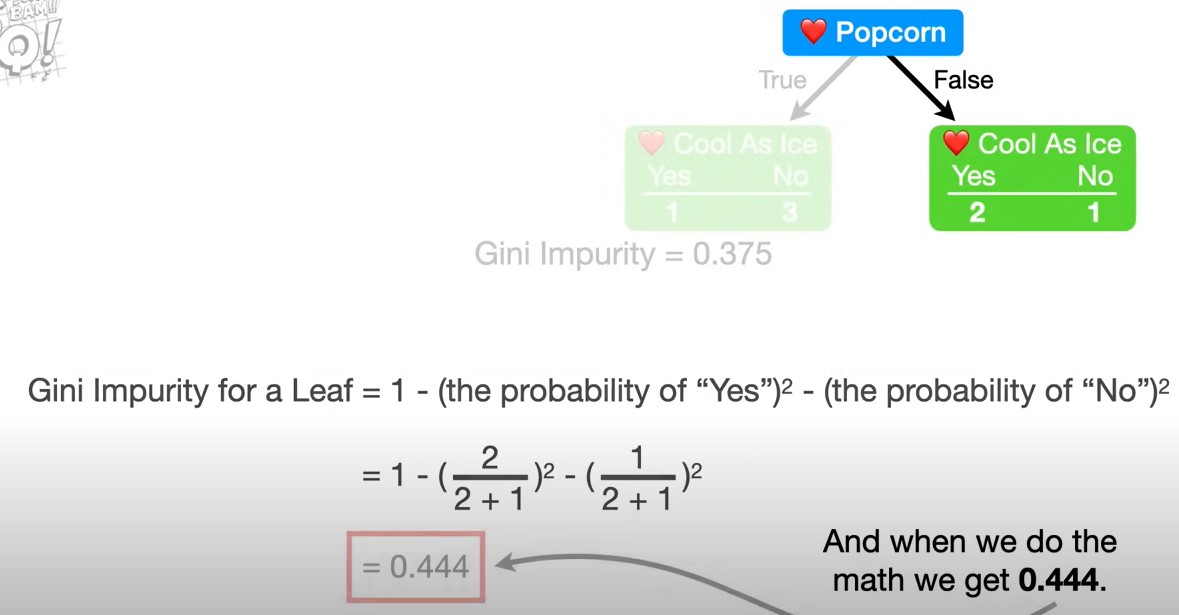 BAM!!
Q!
❤️ Popcorn
True
False
❤️ Cool As Ice
Yes No
1 3
❤️ Cool As Ice
Yes No
2 1
Gini Impurity = 0.375
Gini Impurity for a Leaf = 1 - (the probability of “Yes”)² - (the probability of “No”)²
= 1 - (2/(2 + 1))² - (1/(2 + 1))²
= 0.444
And when we do the
math we get 0.444.